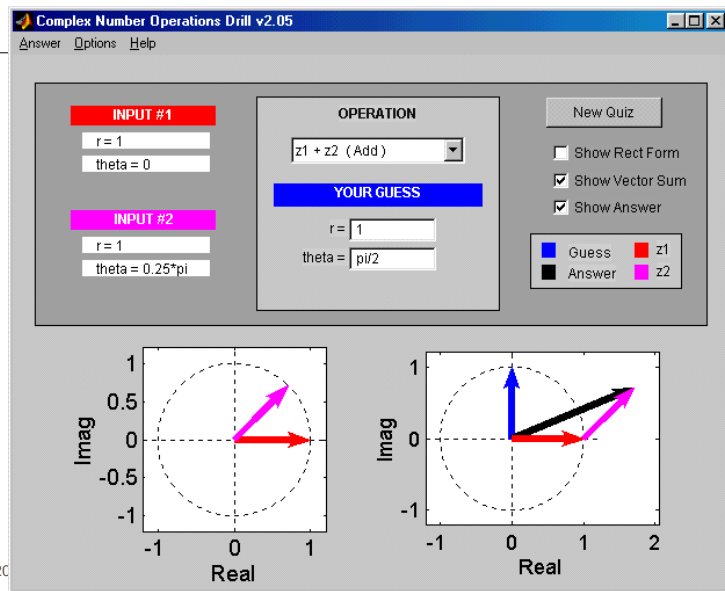 Complex Number Operations Drill v2.05
Answer Options Help
INPUT #1
r = 1
theta = 0
INPUT #2
r = 1
theta = 0.25*pi
OPERATION
z1 + z2 ( Add )
YOUR GUESS
r = 1
theta = pi/2
New Quiz
Show Rect Form
Show Vector Sum
Show Answer
Guess z1
Answer z2
1
0.5
0
-0.5
-1
Imag
-1 0 1
Real
1
0
-1
Imag
-1 0 1 2
Real